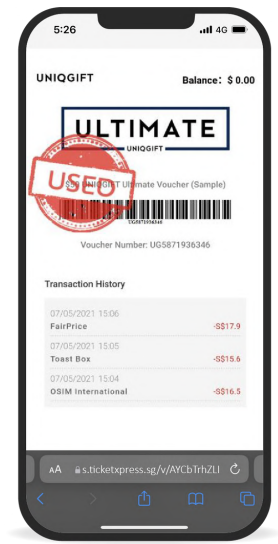 5:26
4G
UNIQGIFT
Balance: $ 0.00
ULTIMATE
UNIQGIFT
USED
$50 UNIQGIFT Ultimate Voucher (Sample)
UG5871936346
Voucher Number: UG5871936346
Transaction History
07/05/2021 15:06
FairPrice -S$17.9
07/05/2021 15:05
Toast Box -S$15.6
07/05/2021 15:04
OSIM International -S$16.5
AA s.ticketxpress.sg/v/AYCbTrhZLI